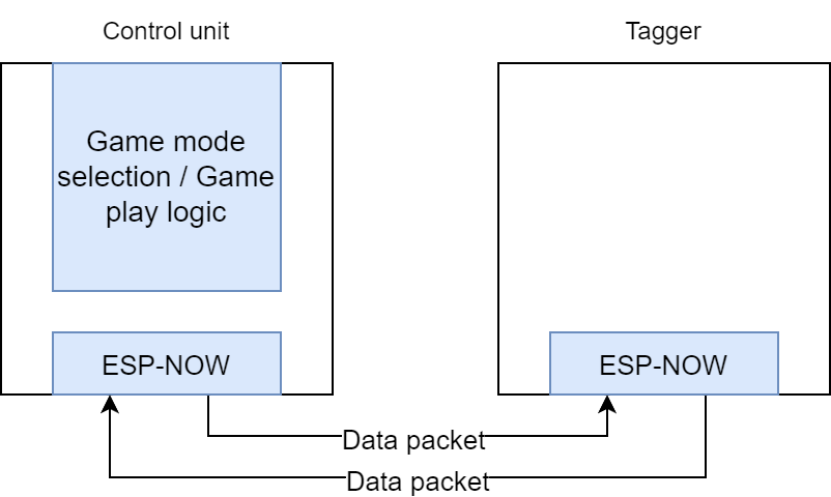 Control unit
Tagger
Game mode
selection / Game
play logic
ESP-NOW
ESP-NOW
Data packet
Data packet